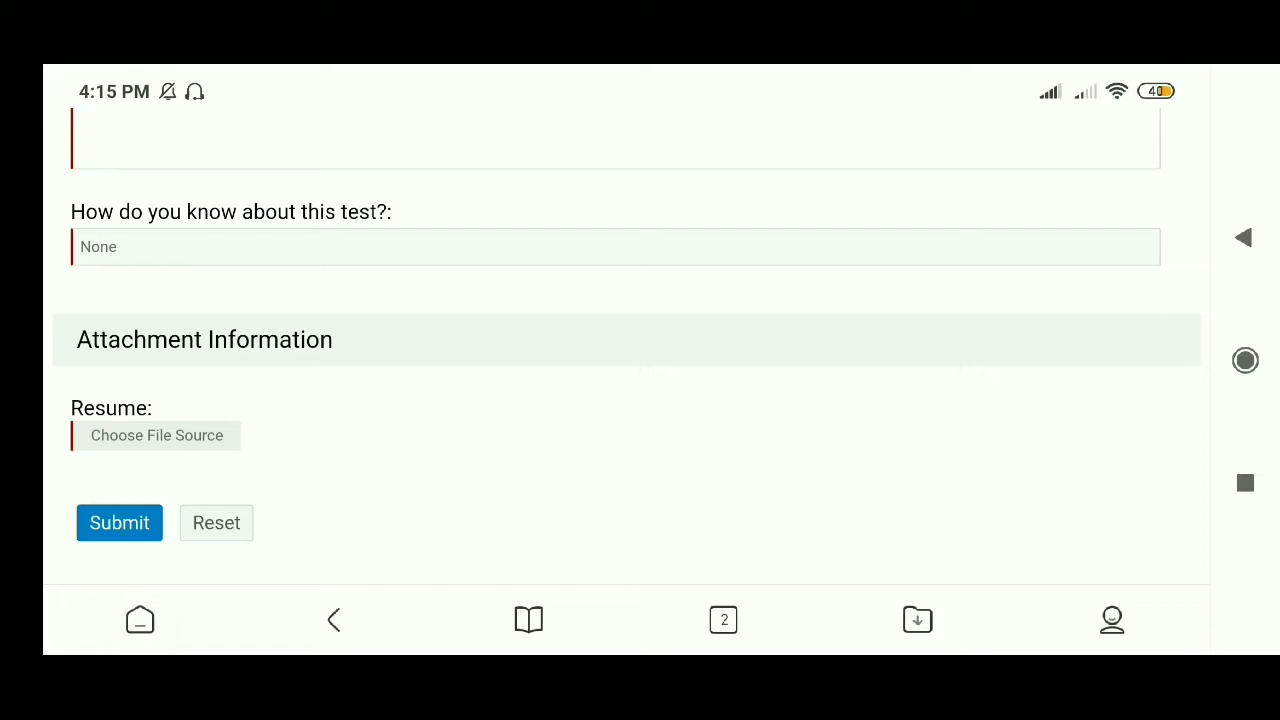 4:15 PM
40
How do you know about this test?:
None
Attachment Information
Resume:
Choose File Source
Submit
Reset
2